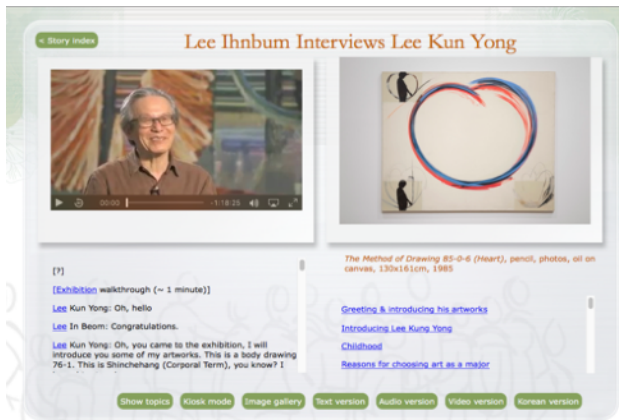 < Story index
Lee Ihnbum Interviews Lee Kun Yong
00:00
-1:18:25
[?]
[Exhibition walkthrough (~ 1 minute)]
Lee Kun Yong: Oh, hello
Lee In Beom: Congratulations.
Lee Kun Yong: Oh, you came to the exhibition, I will
introduce you some of my artworks. This is a body drawing
76-1. This is Shinchehang (Corporal Term), you know? I
The Method of Drawing 85-0-6 (Heart), pencil, photos, oil on
canvas, 130x161cm, 1985
Greeting & introducing his artworks
Introducing Lee Kung Yong
Childhood
Reasons for choosing art as a major
Show topics
Kiosk mode
Image gallery
Text version
Audio version
Video version
Korean version